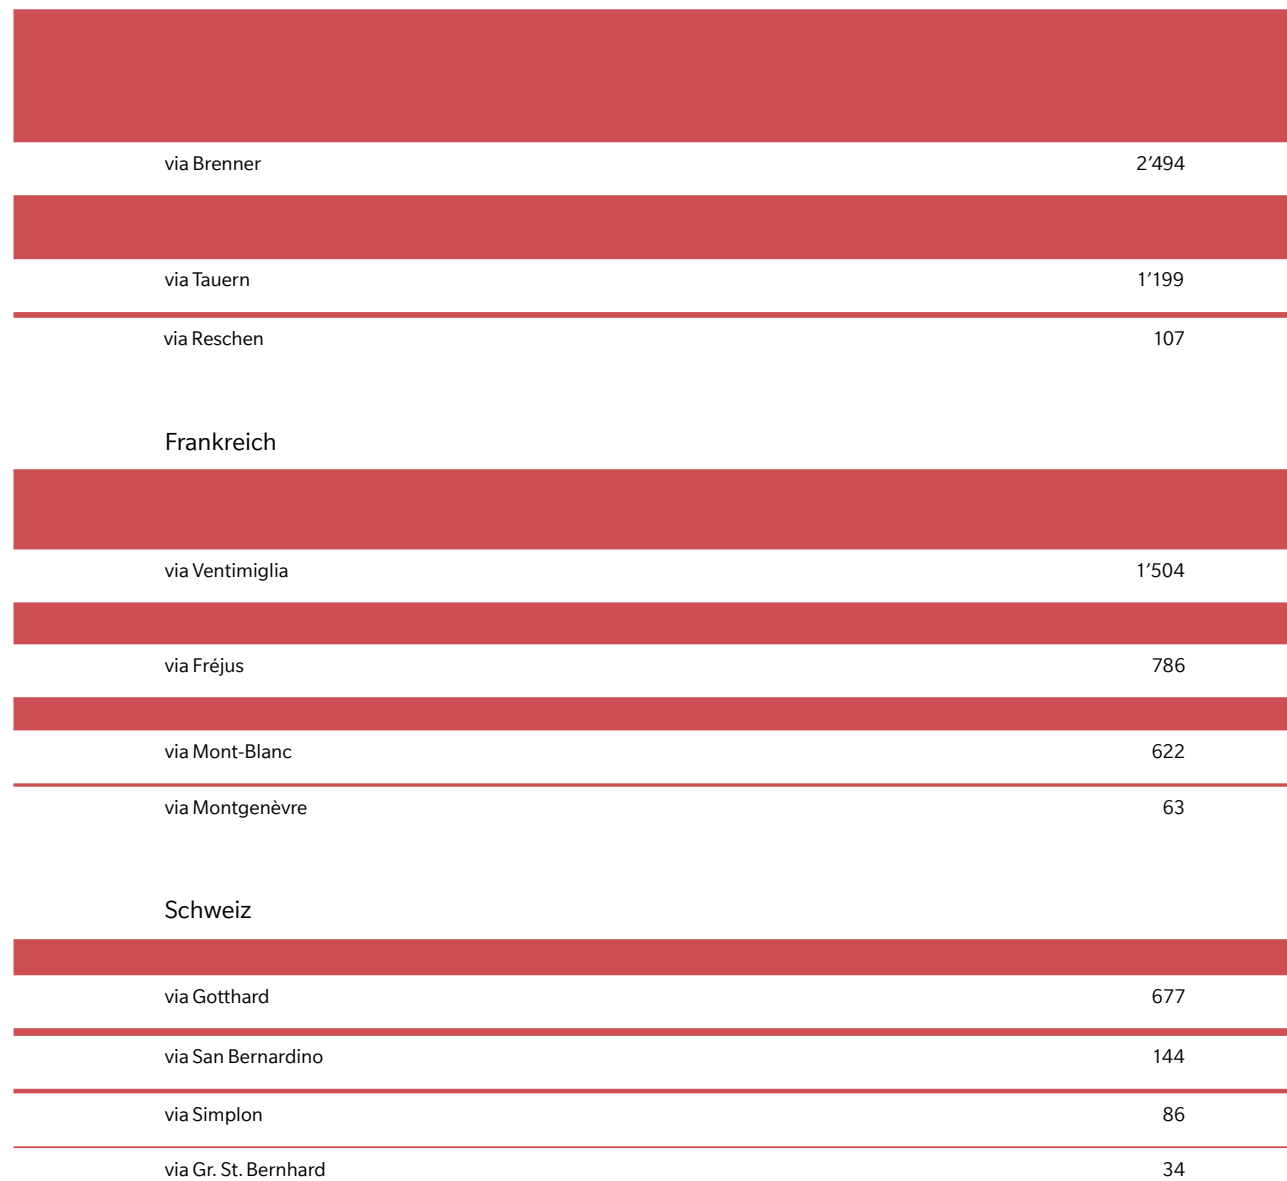 via Brenner 2’494
via Tauern 1’199
via Reschen 107
Frankreich
via Ventimiglia 1’504
via Fréjus 786
via Mont-Blanc 622
via Montgenèvre 63
Schweiz
via Gotthard 677
via San Bernardino 144
via Simplon 86
via Gr. St. Bernhard 34